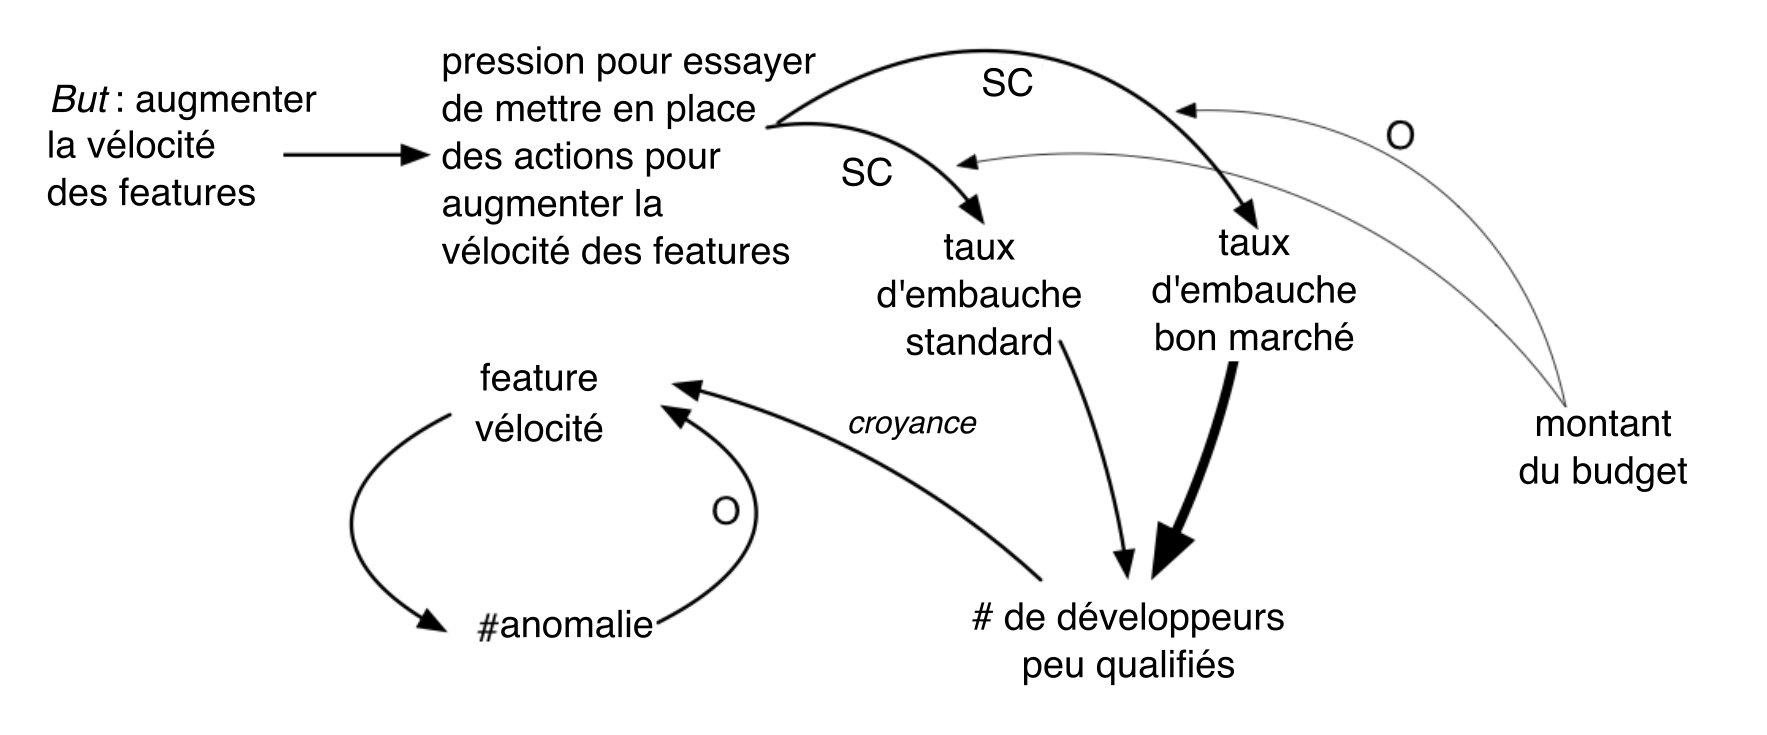 But : augmenter
la vélocité
des features
pression pour essayer
de mettre en place
des actions pour
augmenter la
vélocité des features
SC
SC
O
taux
d'embauche
standard
taux
d'embauche
bon marché
montant
du budget
feature
vélocité
croyance
O
#anomalie
# de développeurs
peu qualifiés